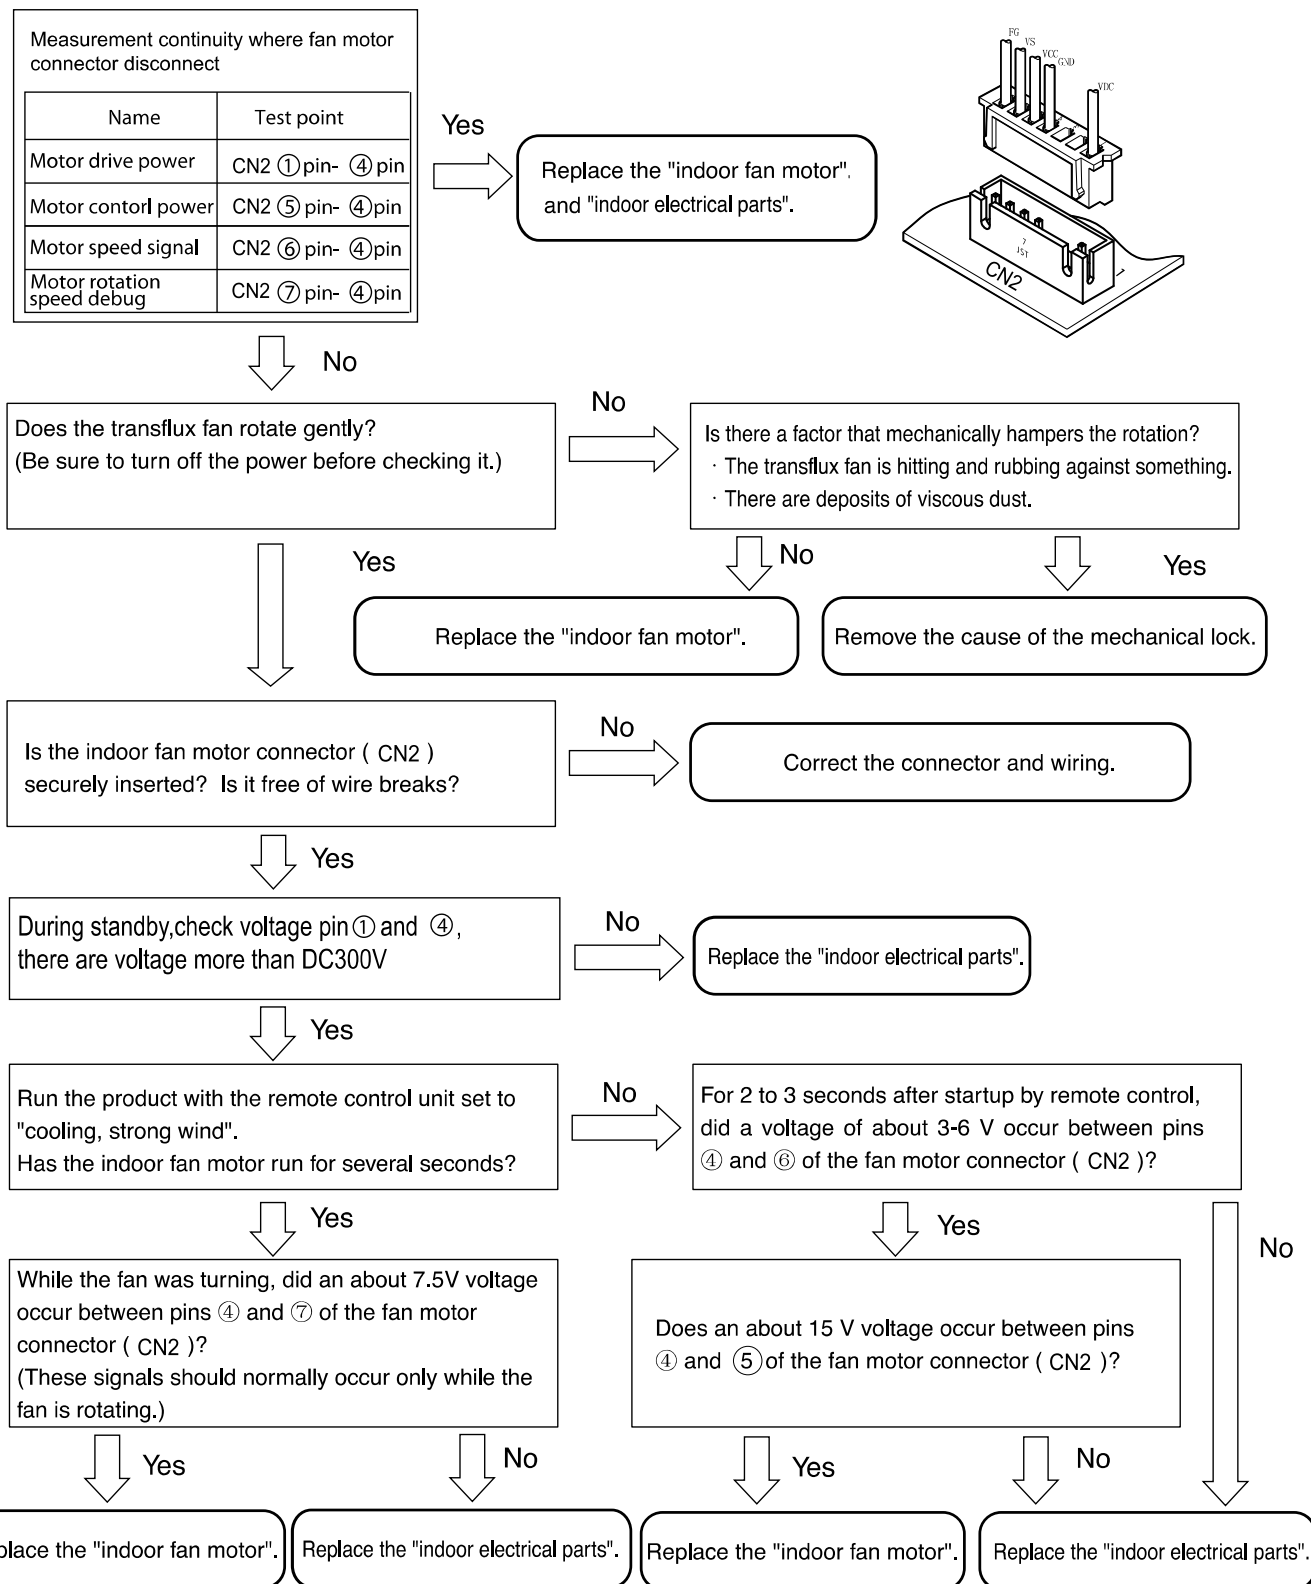 Measurement continuity where fan motor
connector disconnect
Name Test point
Motor drive power CN2 ①pin- ④pin
Motor contorl power CN2 ⑤pin- ④pin
Motor speed signal CN2 ⑥pin- ④pin
Motor rotation
speed debug CN2 ⑦pin- ④pin
Yes
Replace the "indoor fan motor".
and "indoor electrical parts".
FG
VS
VCC
GND
VDC
7
JST
CN2
1
No
Does the transflux fan rotate gently?
(Be sure to turn off the power before checking it.)
No
Is there a factor that mechanically hampers the rotation?
· The transflux fan is hitting and rubbing against something.
· There are deposits of viscous dust.
Yes
No
Yes
Replace the "indoor fan motor".
Remove the cause of the mechanical lock.
Is the indoor fan motor connector ( CN2 )
securely inserted? Is it free of wire breaks?
No
Correct the connector and wiring.
Yes
During standby,check voltage pin① and ④,
there are voltage more than DC300V
No
Replace the "indoor electrical parts".
Yes
Run the product with the remote control unit set to
"cooling, strong wind".
Has the indoor fan motor run for several seconds?
No
For 2 to 3 seconds after startup by remote control,
did a voltage of about 3-6 V occur between pins
④ and ⑥ of the fan motor connector ( CN2 )?
Yes
Yes
No
While the fan was turning, did an about 7.5V voltage
occur between pins ④ and ⑦ of the fan motor
connector ( CN2 )?
(These signals should normally occur only while the
fan is rotating.)
Does an about 15 V voltage occur between pins
④ and ⑤of the fan motor connector ( CN2 )?
Yes
No
Yes
No
place the "indoor fan motor".
Replace the "indoor electrical parts".
Replace the "indoor fan motor".
Replace the "indoor electrical parts".